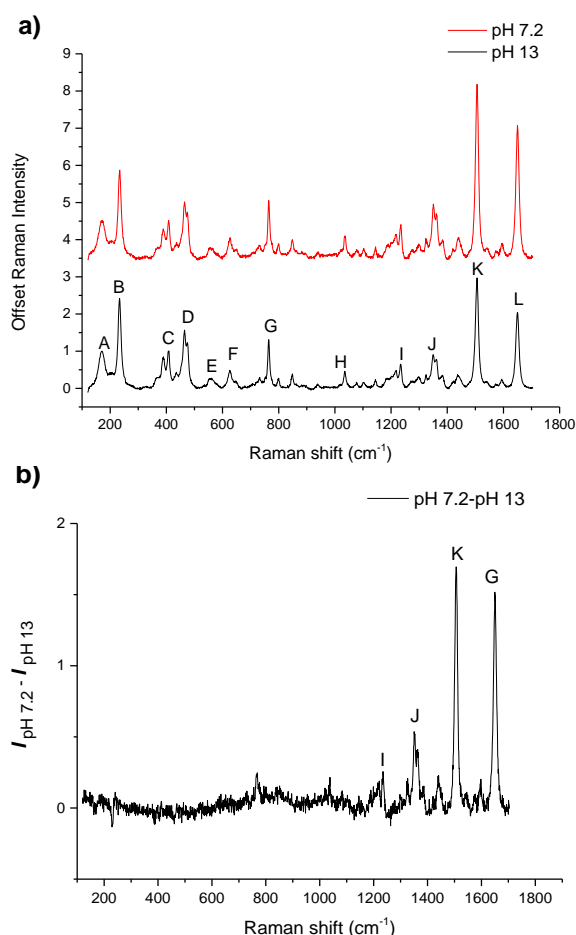 a)
pH 7.2
pH 13
9
8
7
6
5
4
3
2
1
0
Offset Raman Intensity
A
B
C
D
E
F
G
H
I
J
K
L
200 400 600 800 1000 1200 1400 1600 1800
Raman shift (cm⁻¹)
b)
pH 7.2-pH 13
2
1
0
I pH 7.2 - I pH 13
I
J
K
G
200 400 600 800 1000 1200 1400 1600 1800
Raman shift (cm⁻¹)